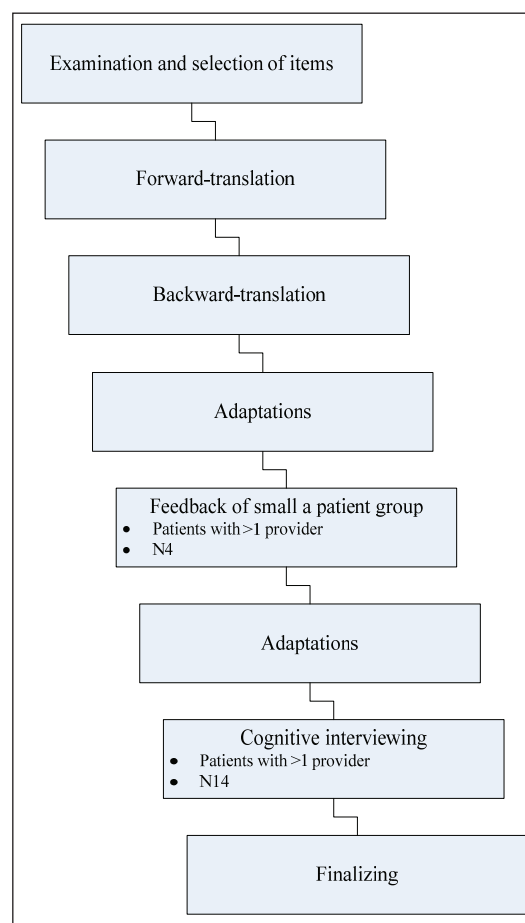 Examination and selection of items
Forward-translation
Backward-translation
Adaptations
Feedback of small a patient group
• Patients with >1 provider
• N4
Adaptations
Cognitive interviewing
• Patients with >1 provider
• N14
Finalizing